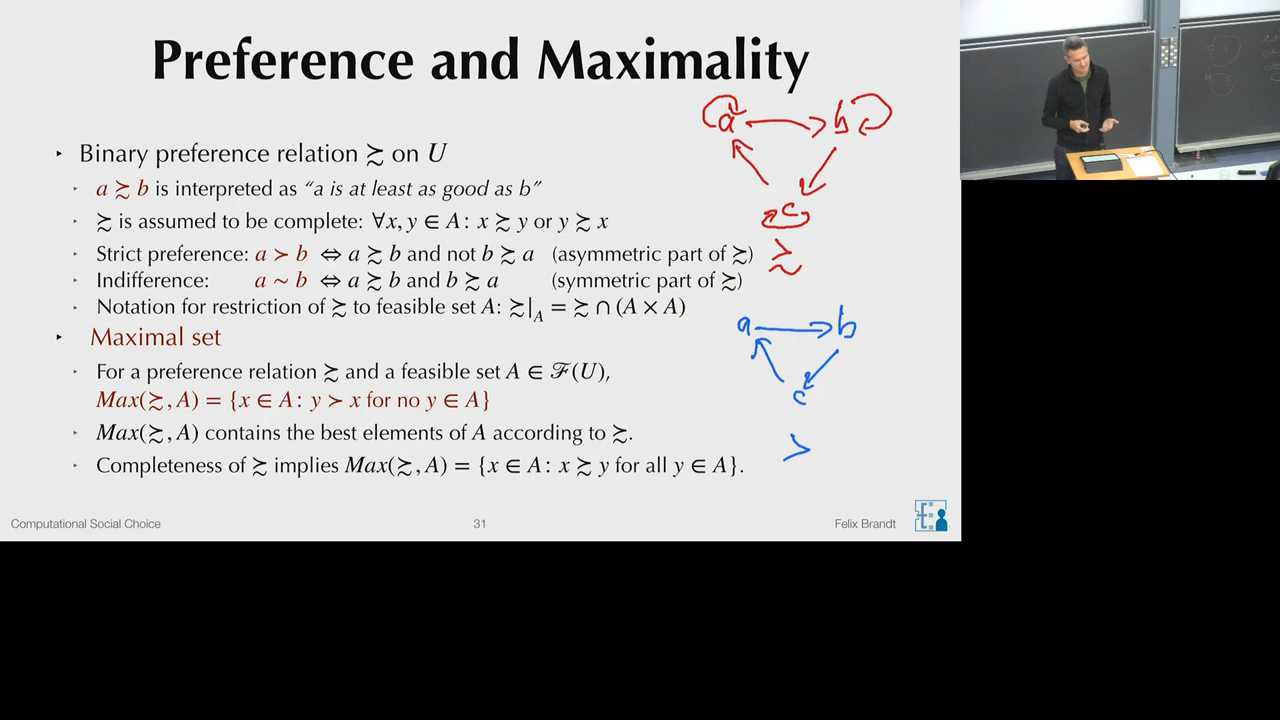 Preference and Maximality
‣ Binary preference relation ≿ on U
‣ a ≿ b is interpreted as “a is at least as good as b”
‣ ≿ is assumed to be complete: ∀x, y ∈ A: x ≿ y or y ≿ x
‣ Strict preference: a ≻ b ⇔ a ≿ b and not b ≿ a (asymmetric part of ≿)
‣ Indifference: a ∼ b ⇔ a ≿ b and b ≿ a (symmetric part of ≿)
‣ Notation for restriction of ≿ to feasible set A: ≿|_A = ≿ ∩ (A × A)
‣ Maximal set
‣ For a preference relation ≿ and a feasible set A ∈ ℱ(U),
Max(≿, A) = {x ∈ A: y ≻ x for no y ∈ A}
‣ Max(≿, A) contains the best elements of A according to ≿.
‣ Completeness of ≿ implies Max(≿, A) = {x ∈ A: x ≿ y for all y ∈ A}.
a b
c
≿
a b
c
≻
Computational Social Choice 31 Felix Brandt